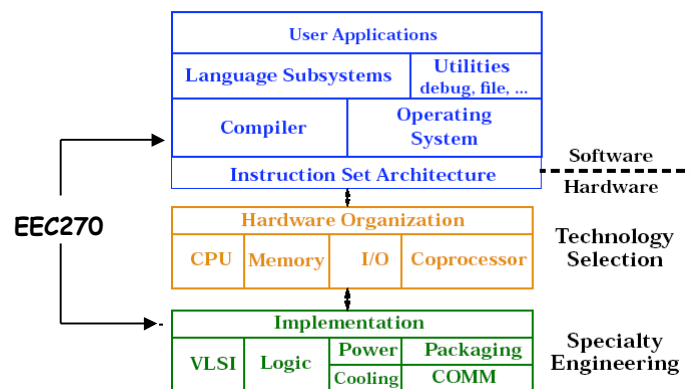 User Applications
Language Subsystems
Utilities
debug, file, ...
Compiler
Operating
System
Instruction Set Architecture
Software
Hardware
EEC270
Hardware Organization
CPU
Memory
I/O
Coprocessor
Technology
Selection
Implementation
VLSI
Logic
Power
Packaging
Cooling
COMM
Specialty
Engineering